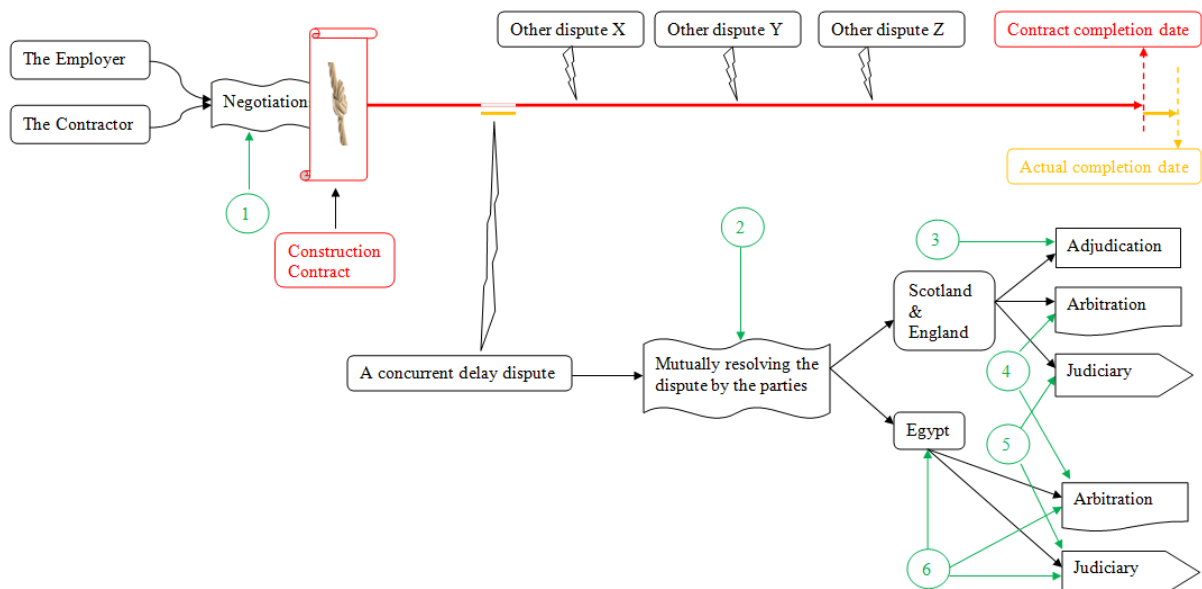 Other dispute X
Other dispute Y
Other dispute Z
Contract completion date
The Employer
Negotiation
The Contractor
Actual completion date
1
Construction
Contract
2
3
Adjudication
Scotland
&
England
Arbitration
A concurrent delay dispute
Mutually resolving the
dispute by the parties
4
Judiciary
Egypt
5
Arbitration
6
Judiciary